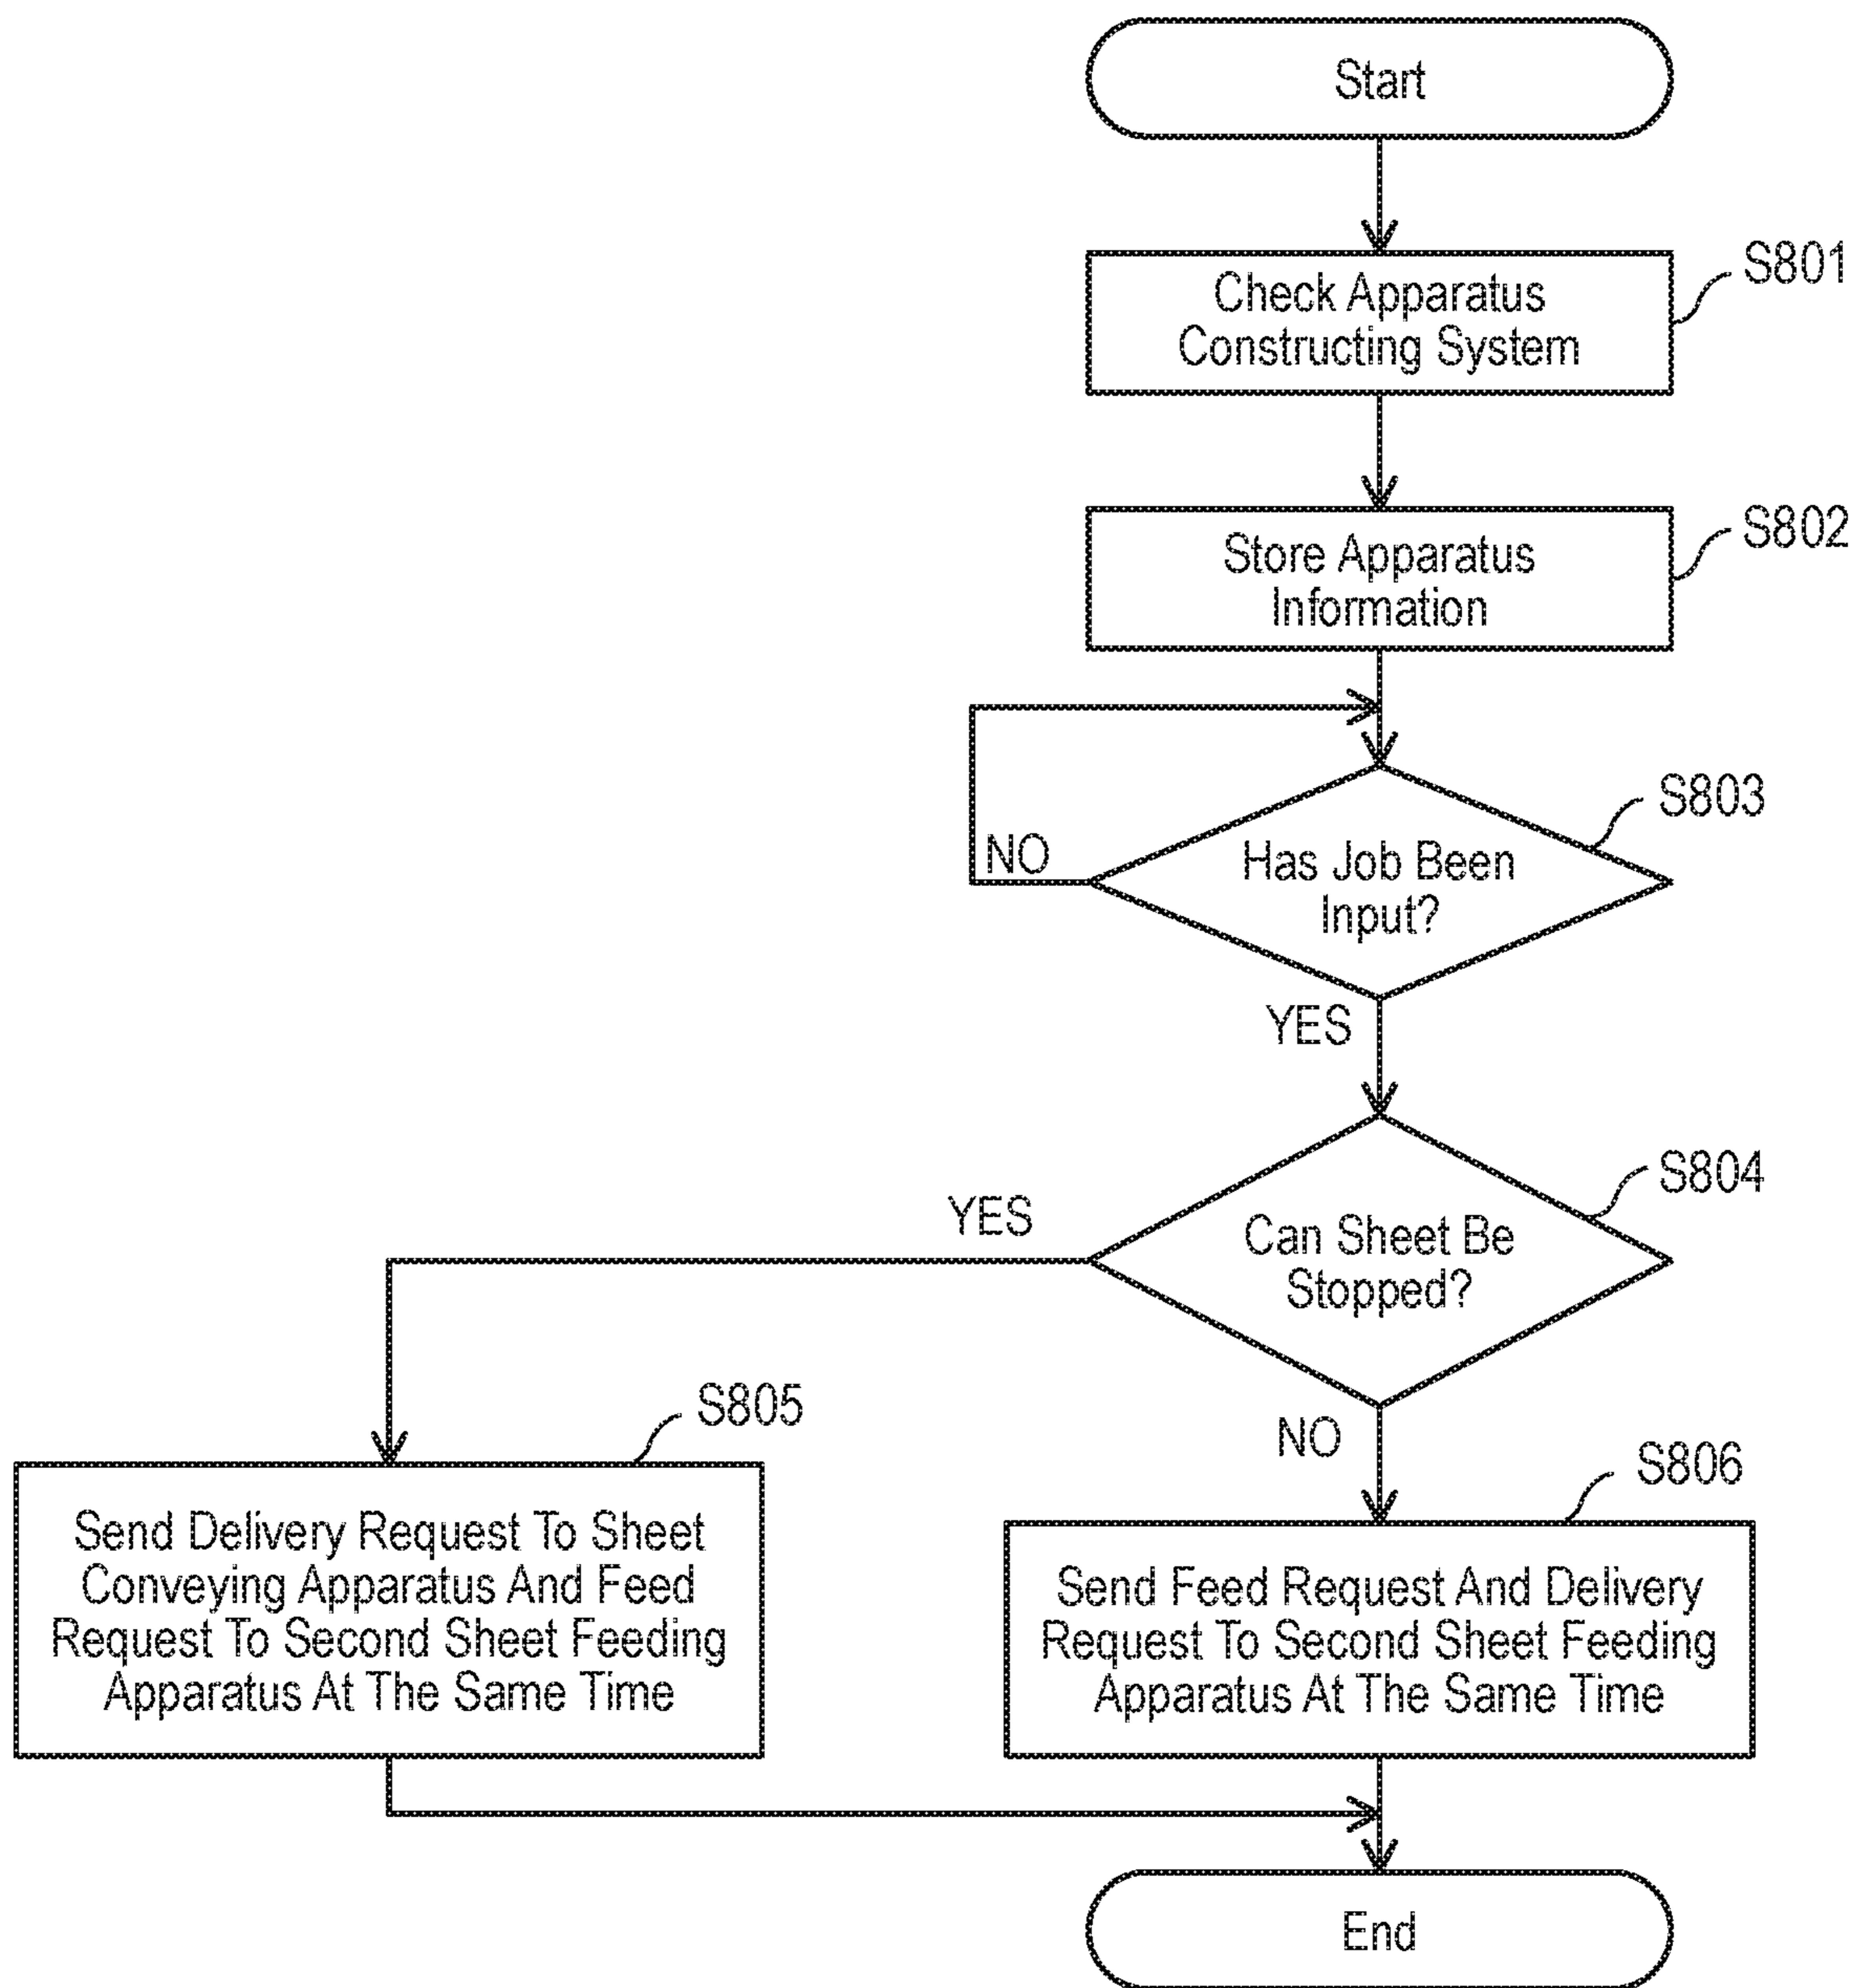 Start
S801
Check Apparatus
Constructing System
S802
Store Apparatus
Information
S803
NO
Has Job Been
Input?
YES
S804
YES
Can Sheet Be
Stopped?
NO
S805
Send Delivery Request To Sheet
Conveying Apparatus And Feed
Request To Second Sheet Feeding
Apparatus At The Same Time
S806
Send Feed Request And Delivery
Request To Second Sheet Feeding
Apparatus At The Same Time
End